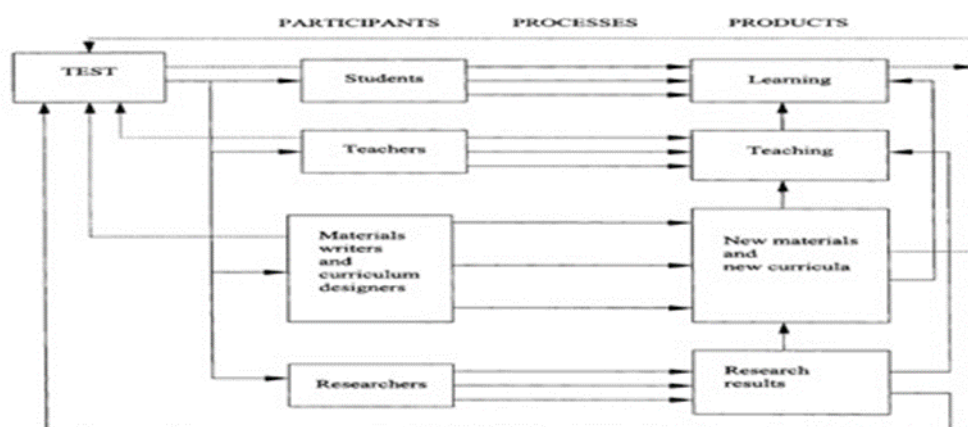 PARTICIPANTS PROCESSES PRODUCTS
TEST
Students
Learning
Teachers
Teaching
Materials
writers
and
curriculum
designers
New materials
and
new curricula
Researchers
Research
results